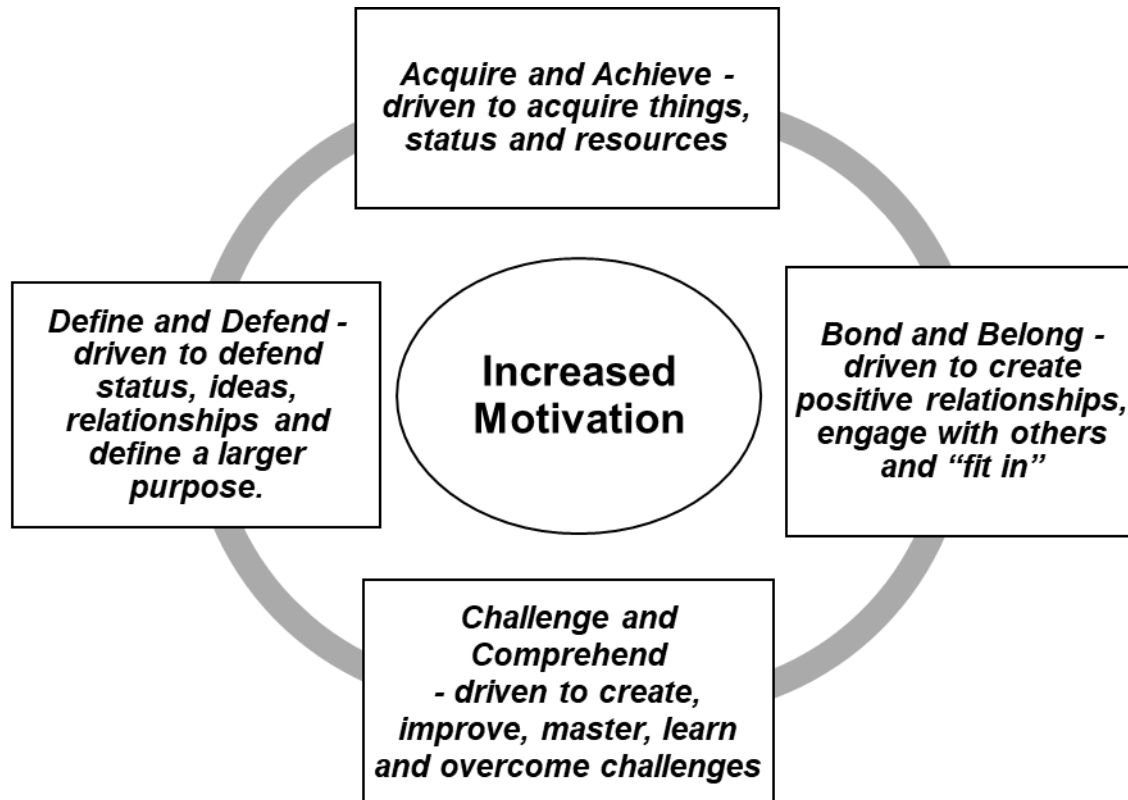 Acquire and Achieve -
driven to acquire things,
status and resources
Define and Defend -
driven to defend
status, ideas,
relationships and
define a larger
purpose.
Increased
Motivation
Bond and Belong -
driven to create
positive relationships,
engage with others
and “fit in”
Challenge and
Comprehend
- driven to create,
improve, master, learn
and overcome challenges